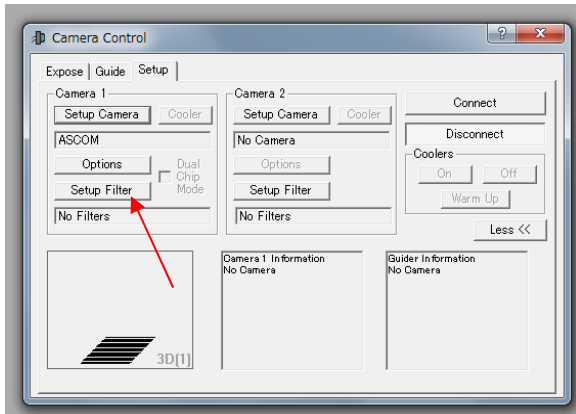 Camera Control
Expose Guide Setup
Camera 1
Setup Camera Cooler
ASCOM
Options Dual Chip Mode
Setup Filter
No Filters
Camera 2
Setup Camera Cooler
No Camera
Options
Setup Filter
No Filters
Connect
Disconnect
Coolers
On Off
Warm Up
Less <<
3D(1)
Camera 1 Information
No Camera
Guider Information
No Camera